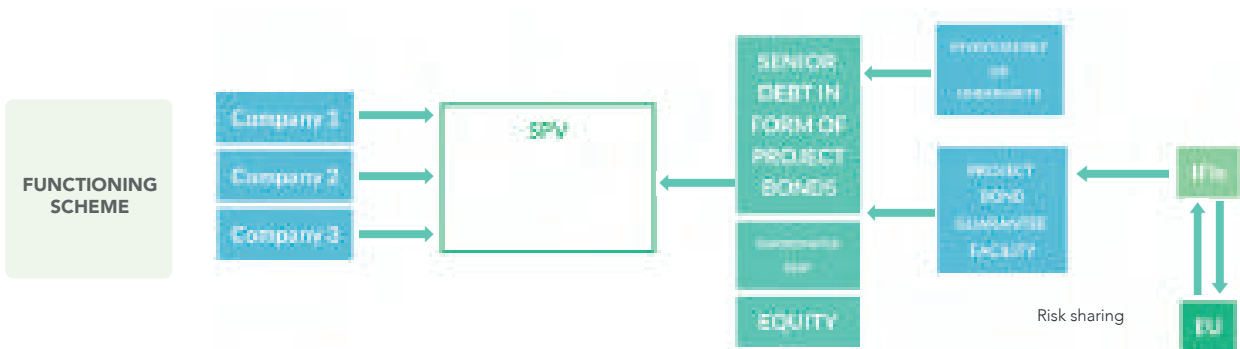 FUNCTIONING
SCHEME
Company 1
Company 2
Company 3
SPV
SENIOR
DEBT IN
FORM OF
PROJECT
BONDS
EQUITY
OF
PROJECT
BOND
GUARANTEE
FACILITY
IFIs
EU
Risk sharing